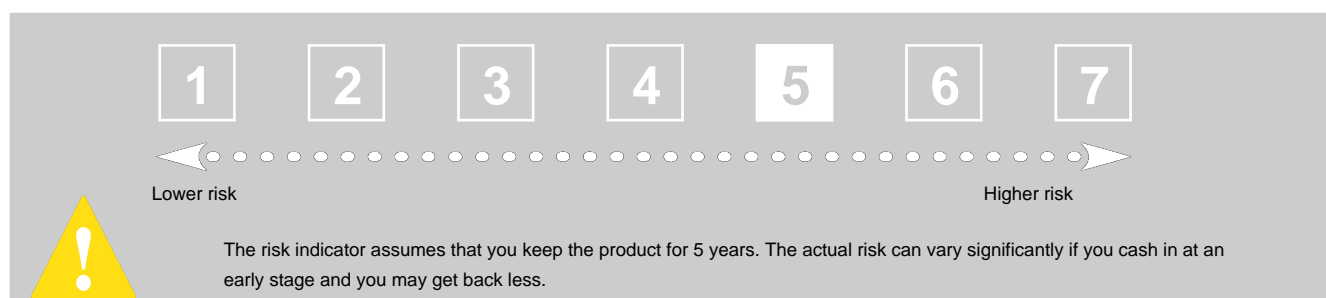 1 2 3 4 5 6 7
Lower risk Higher risk
!
The risk indicator assumes that you keep the product for 5 years. The actual risk can vary significantly if you cash in at an
early stage and you may get back less.